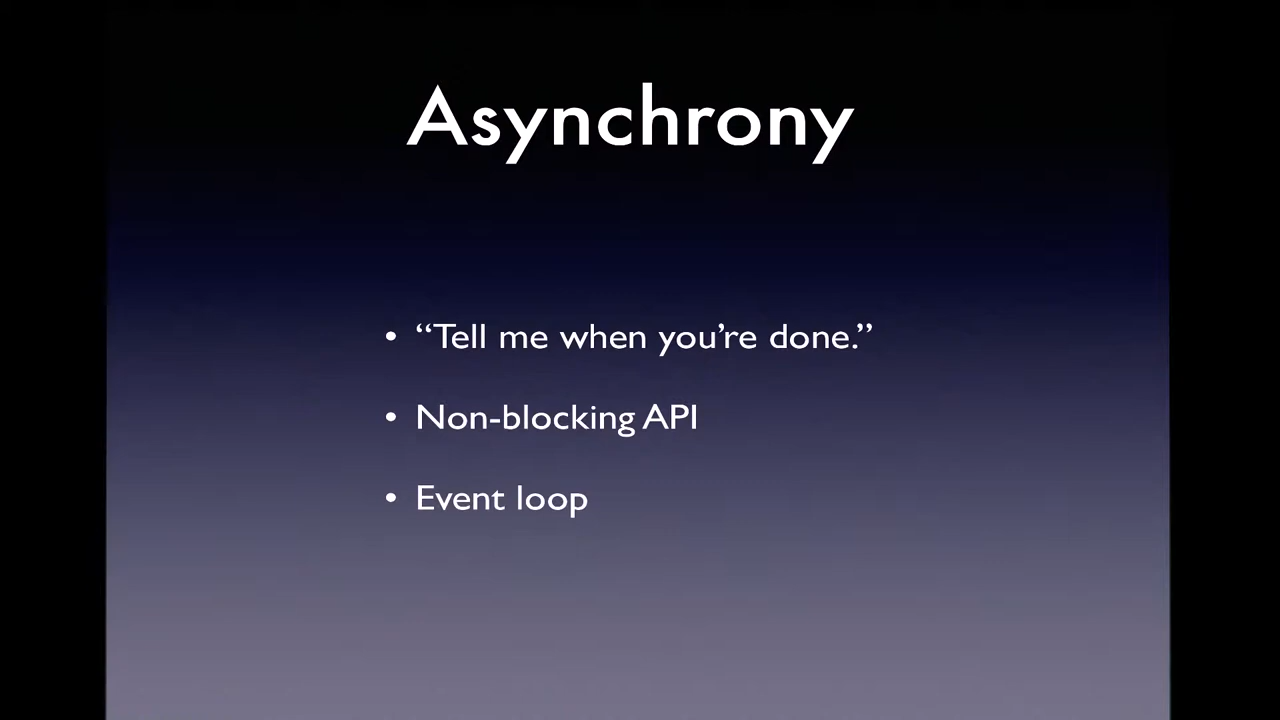 Asynchrony
• “Tell me when you’re done.”
• Non-blocking API
• Event loop